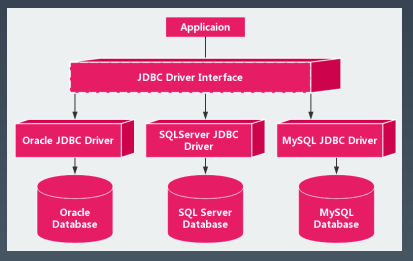 Applicaion
JDBC Driver Interface
Oracle JDBC Driver
SQLServer JDBC
Driver
MySQL JDBC Driver
Oracle
Database
SQL Server
Database
MySQL
Database